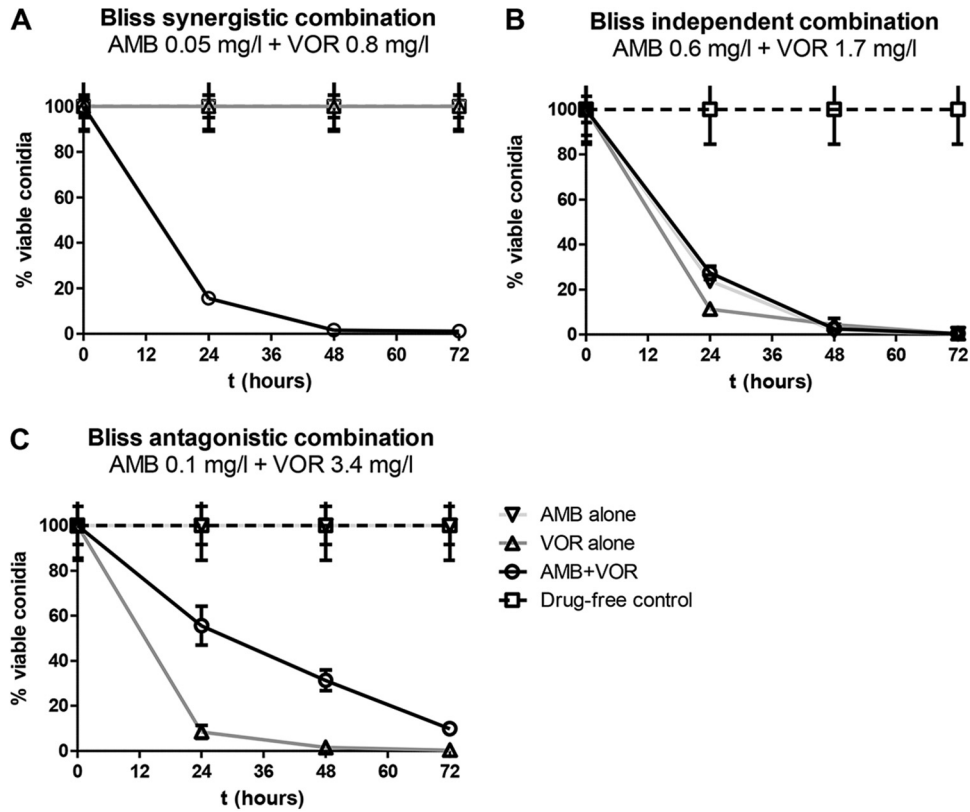 A
Bliss synergistic combination
AMB 0.05 mg/l + VOR 0.8 mg/l
% viable conidia
100
80
60
40
20
0
0 12 24 36 48 60 72
t (hours)
B
Bliss independent combination
AMB 0.6 mg/l + VOR 1.7 mg/l
% viable conidia
100
80
60
40
20
0
0 12 24 36 48 60 72
t (hours)
C
Bliss antagonistic combination
AMB 0.1 mg/l + VOR 3.4 mg/l
% viable conidia
100
80
60
40
20
0
0 12 24 36 48 60 72
t (hours)
AMB alone
VOR alone
AMB+VOR
Drug-free control